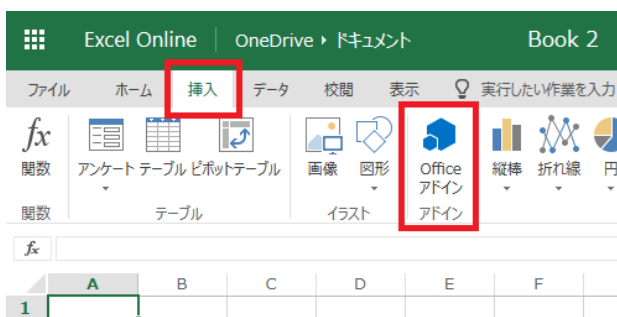 Excel Online OneDrive ドキュメント Book 2
ファイル ホーム 挿入 データ 校閲 表示 実行したい作業を入力
fx
関数 アンケート テーブル ピボットテーブル 画像 図形 Office アドイン 縦棒 折れ線 円
関数 テーブル イラスト アドイン
fx
A B C D E F
1